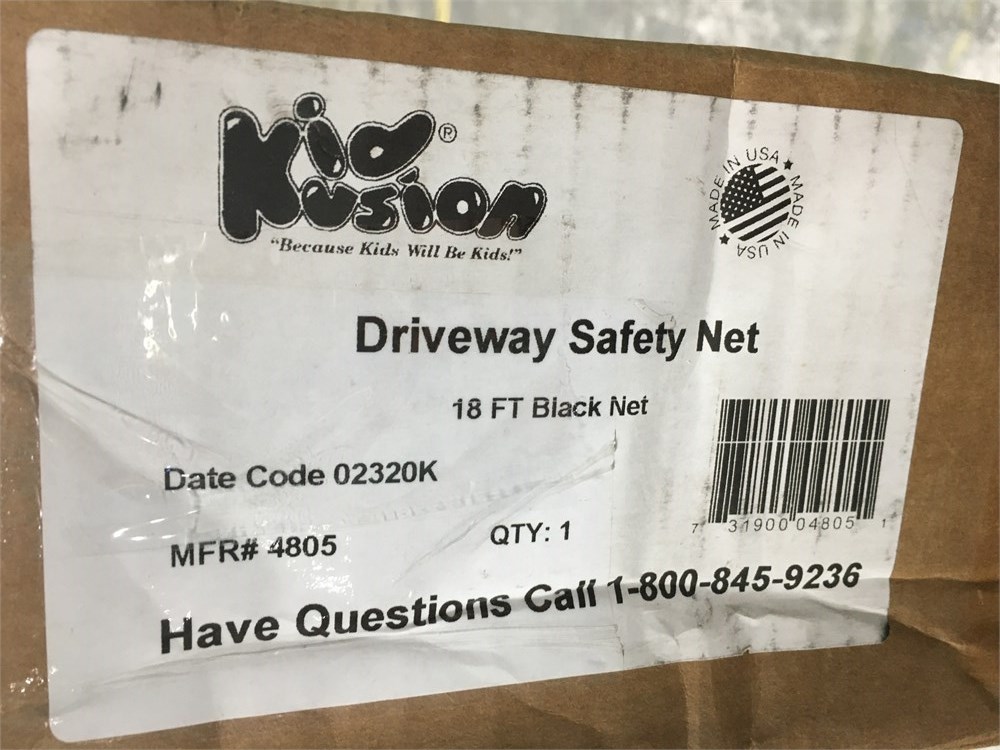 Kid Kusion®
"Because Kids Will Be Kids!"
MADE IN USA ★ MADE IN USA ★
Driveway Safety Net
18 FT Black Net
Date Code 02320K
MFR# 4805
QTY: 1
7 31900 04805 1
Have Questions Call 1-800-845-9236